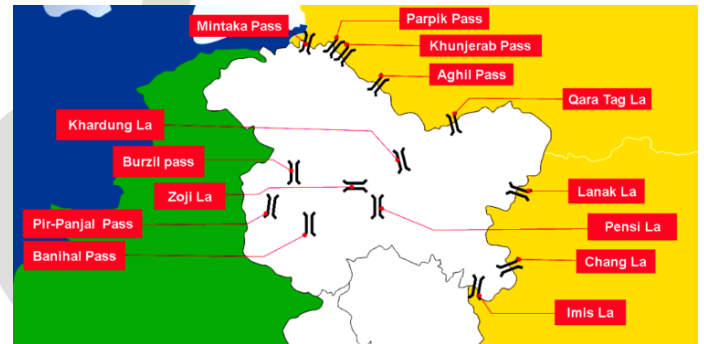 Mintaka Pass
Parpik Pass
Khunjerab Pass
Aghil Pass
Qara Tag La
Khardung La
Burzil pass
Zoji La
Lanak La
Pir-Panjal Pass
Pensi La
Banihal Pass
Chang La
Imis La